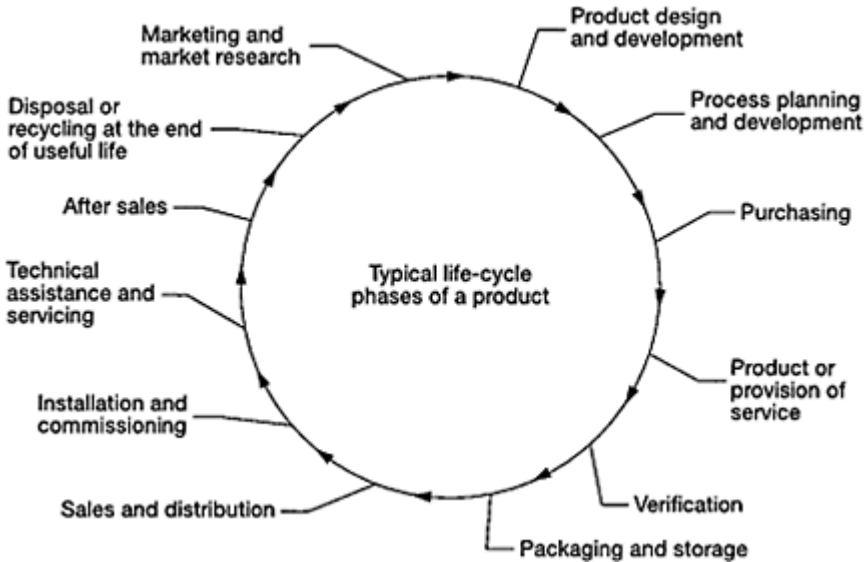 Marketing and
market research
Product design
and development
Process planning
and development
Purchasing
Product or
provision of
service
Verification
Packaging and storage
Sales and distribution
Installation and
commissioning
Technical
assistance and
servicing
After sales
Disposal or
recycling at the end
of useful life
Typical life-cycle
phases of a product